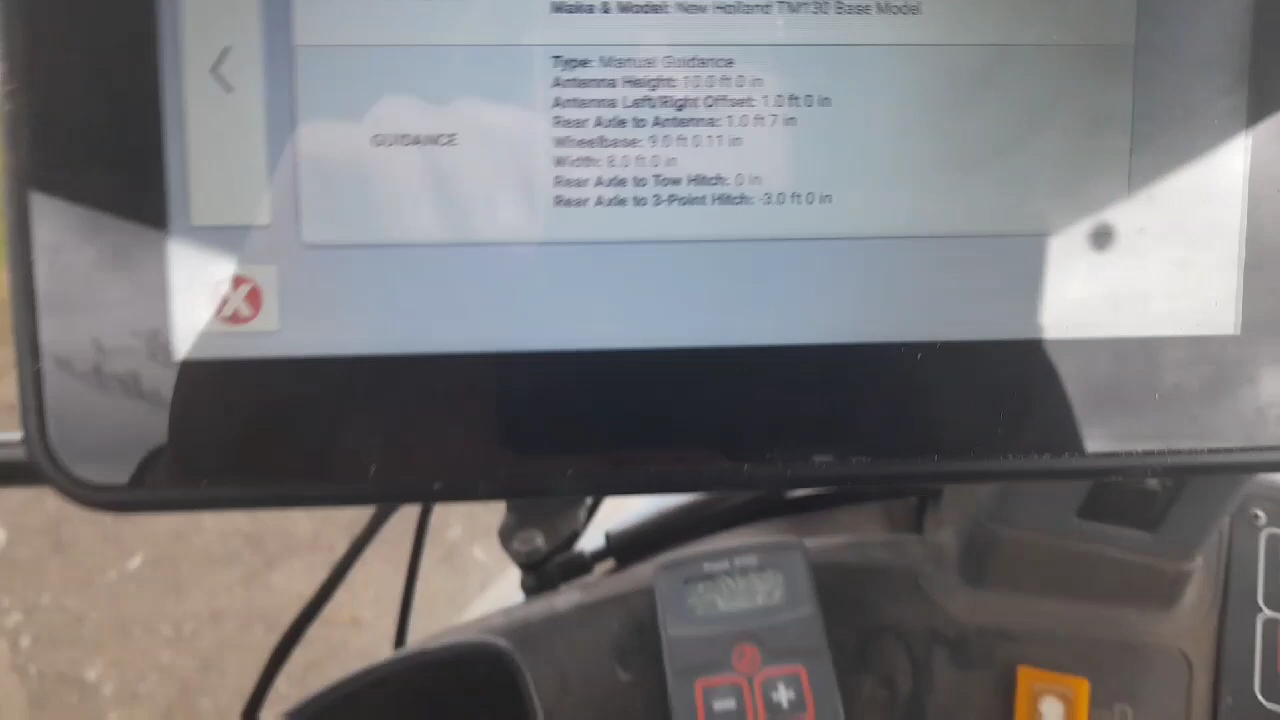 Make & Model: New Holland TM190 Base Model
Type: Manual Guidance
Antenna Height: 10.0 ft 0 in
Antenna Left/Right Offset: 1.0 ft 0 in
Rear Axle to Antenna: 1.0 ft 7 in
GUIDANCE
Wheelbase: 9.0 ft 0.11 in
Width: 8.0 ft 0 in
Rear Axle to Tow Hitch: 0 in
Rear Axle to 3-Point Hitch: -3.0 ft 0 in